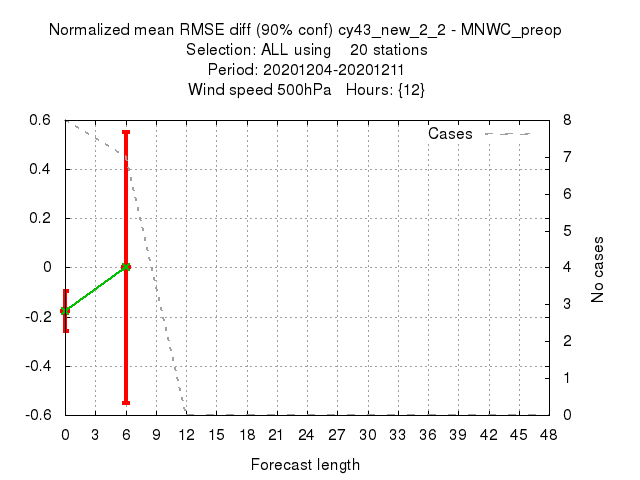 Normalized mean RMSE diff (90% conf) cy43_new_2_2 - MNWC_preop
Selection: ALL using 20 stations
Period: 20201204-20201211
Wind speed 500hPa Hours: {12}
Cases
0.6
0.4
0.2
0
-0.2
-0.4
-0.6
8
7
6
5
4
3
2
1
0
No cases
0 3 6 9 12 15 18 21 24 27 30 33 36 39 42 45 48
Forecast length